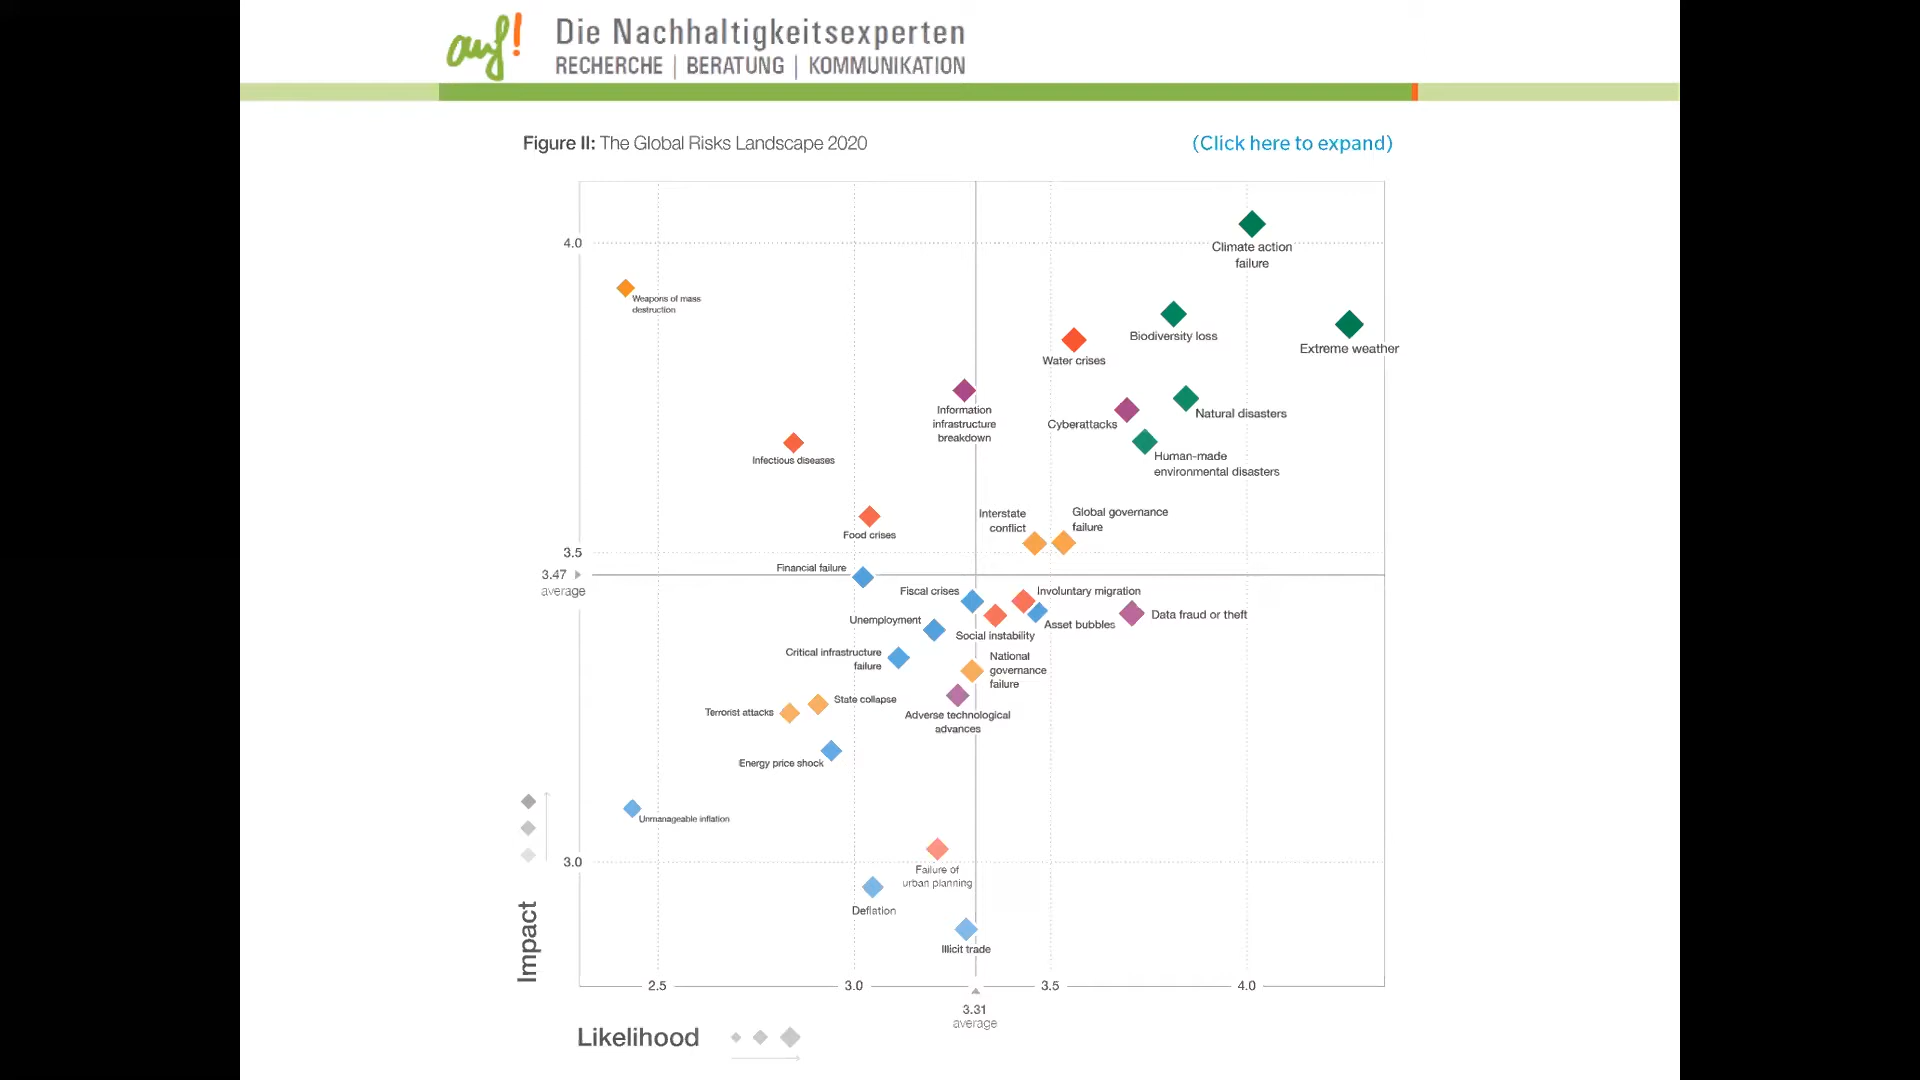 auf!
Die Nachhaltigkeitsexperten
RECHERCHE | BERATUNG | KOMMUNIKATION
Figure II: The Global Risks Landscape 2020
(Click here to expand)
4.0
Climate action
failure
Weapons of mass
destruction
Biodiversity loss
Extreme weather
Water crises
Information
infrastructure
breakdown
Cyberattacks
Natural disasters
Human-made
environmental disasters
Infectious diseases
Interstate
conflict
Global governance
failure
Food crises
3.5
3.47
average
Financial failure
Fiscal crises
Involuntary migration
Unemployment
Social instability
Asset bubbles
Data fraud or theft
Critical infrastructure
failure
National
governance
failure
State collapse
Terrorist attacks
Adverse technological
advances
Energy price shock
Unmanageable inflation
3.0
Failure of
urban planning
Deflation
Illicit trade
Impact
2.5
3.0
3.5
4.0
3.31
average
Likelihood